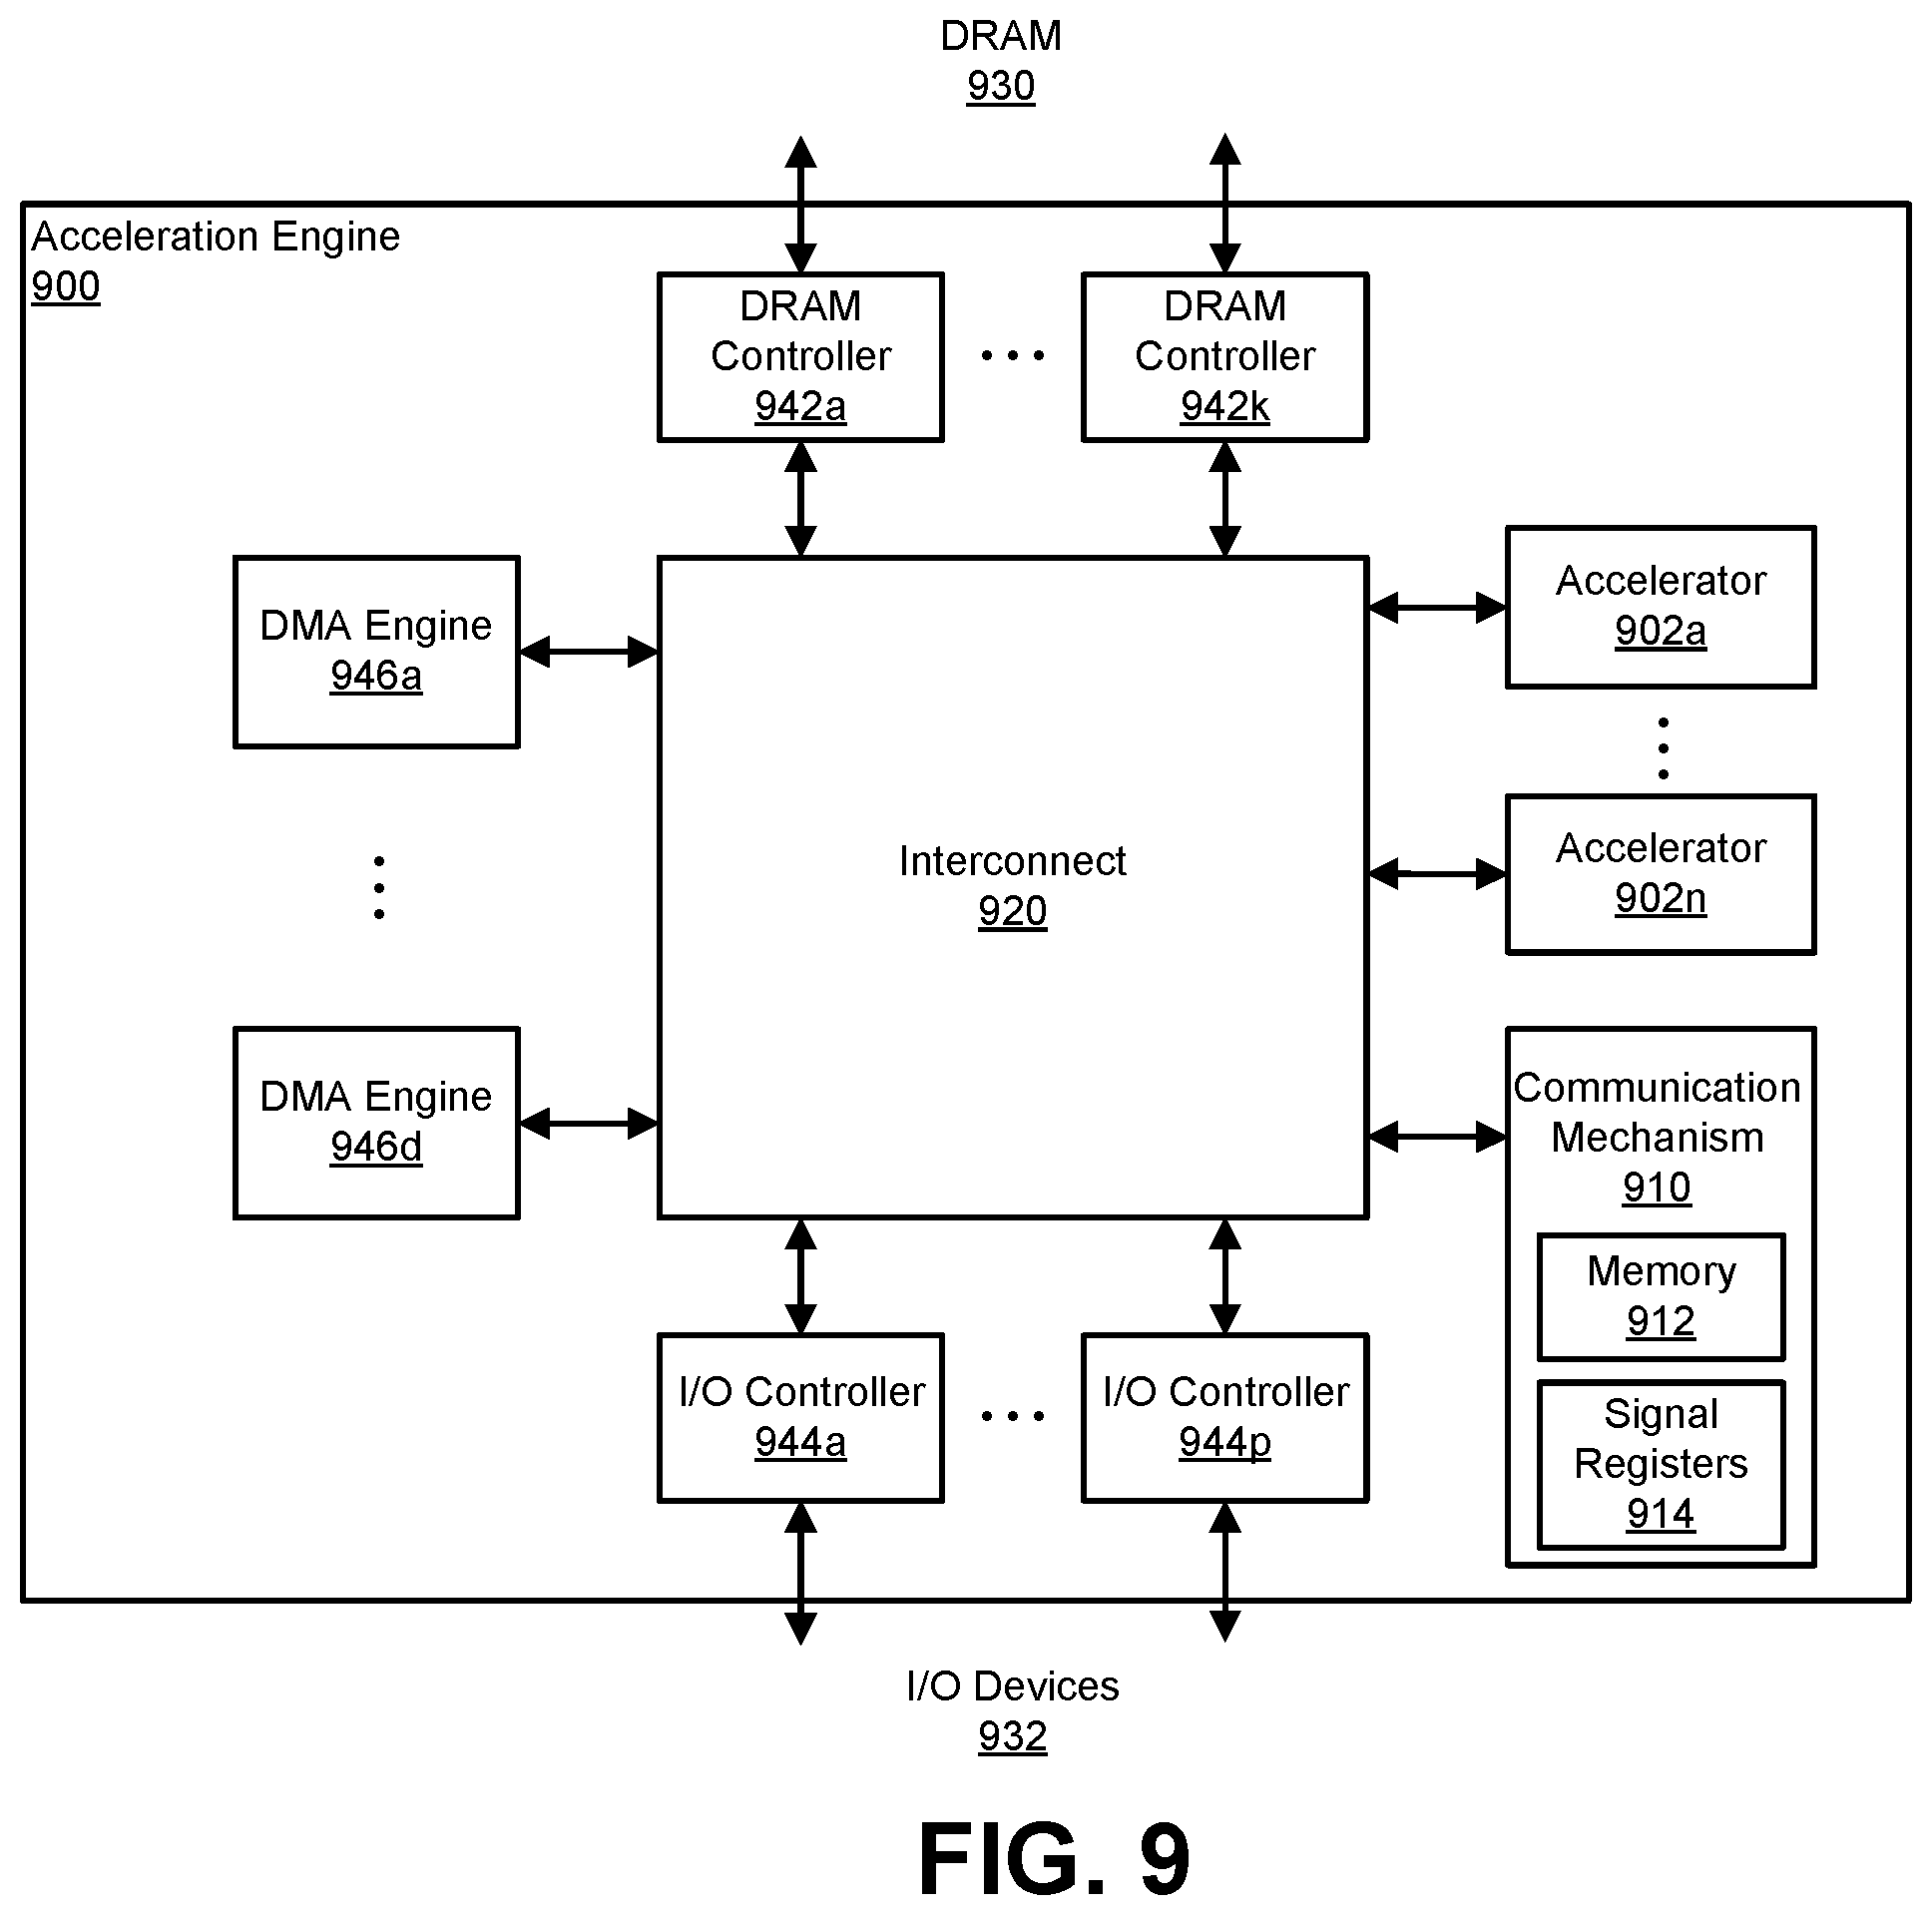 DRAM
930
Acceleration Engine
900
DRAM
Controller
942a
DRAM
Controller
942k
DMA Engine
946a
Accelerator
902a
Interconnect
920
Accelerator
902n
DMA Engine
946d
Communication
Mechanism
910
Memory
912
Signal
Registers
914
I/O Controller
944a
I/O Controller
944p
I/O Devices
932
FIG. 9